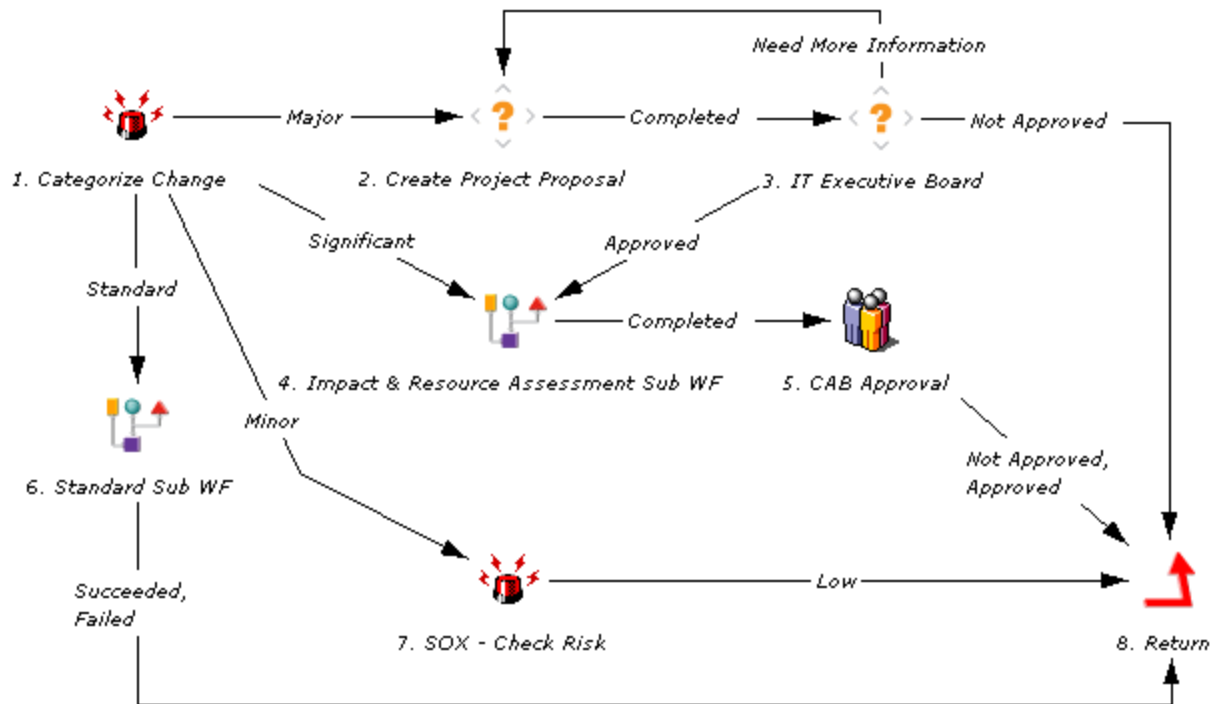 Need More Information
Major
Completed
Not Approved
1. Categorize Change
2. Create Project Proposal
3. IT Executive Board
Significant
Approved
Standard
Completed
4. Impact & Resource Assessment Sub WF
5. CAB Approval
Minor
6. Standard Sub WF
Not Approved,
Approved
Succeeded,
Failed
Low
7. SOX - Check Risk
8. Return